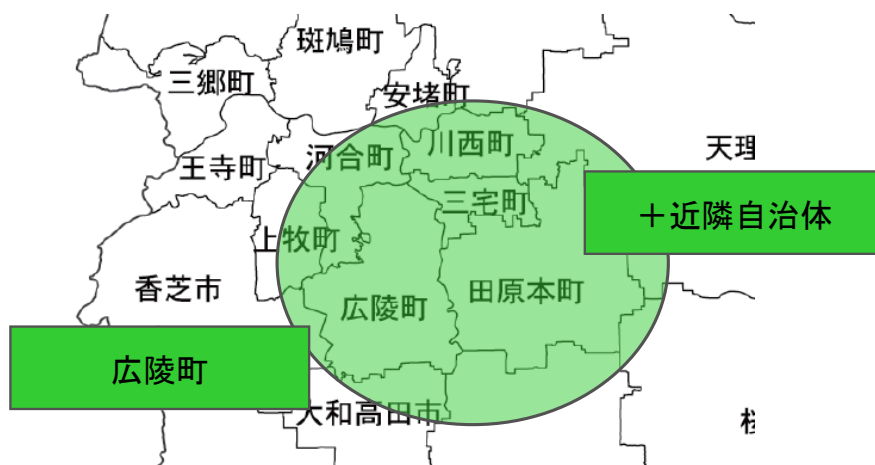 斑鳩町
三郷町
安堵町
川西町
河合町
天理
王寺町
三宅町
+近隣自治体
上牧町
香芝市
田原本町
広陵町
広陵町
大和高田市